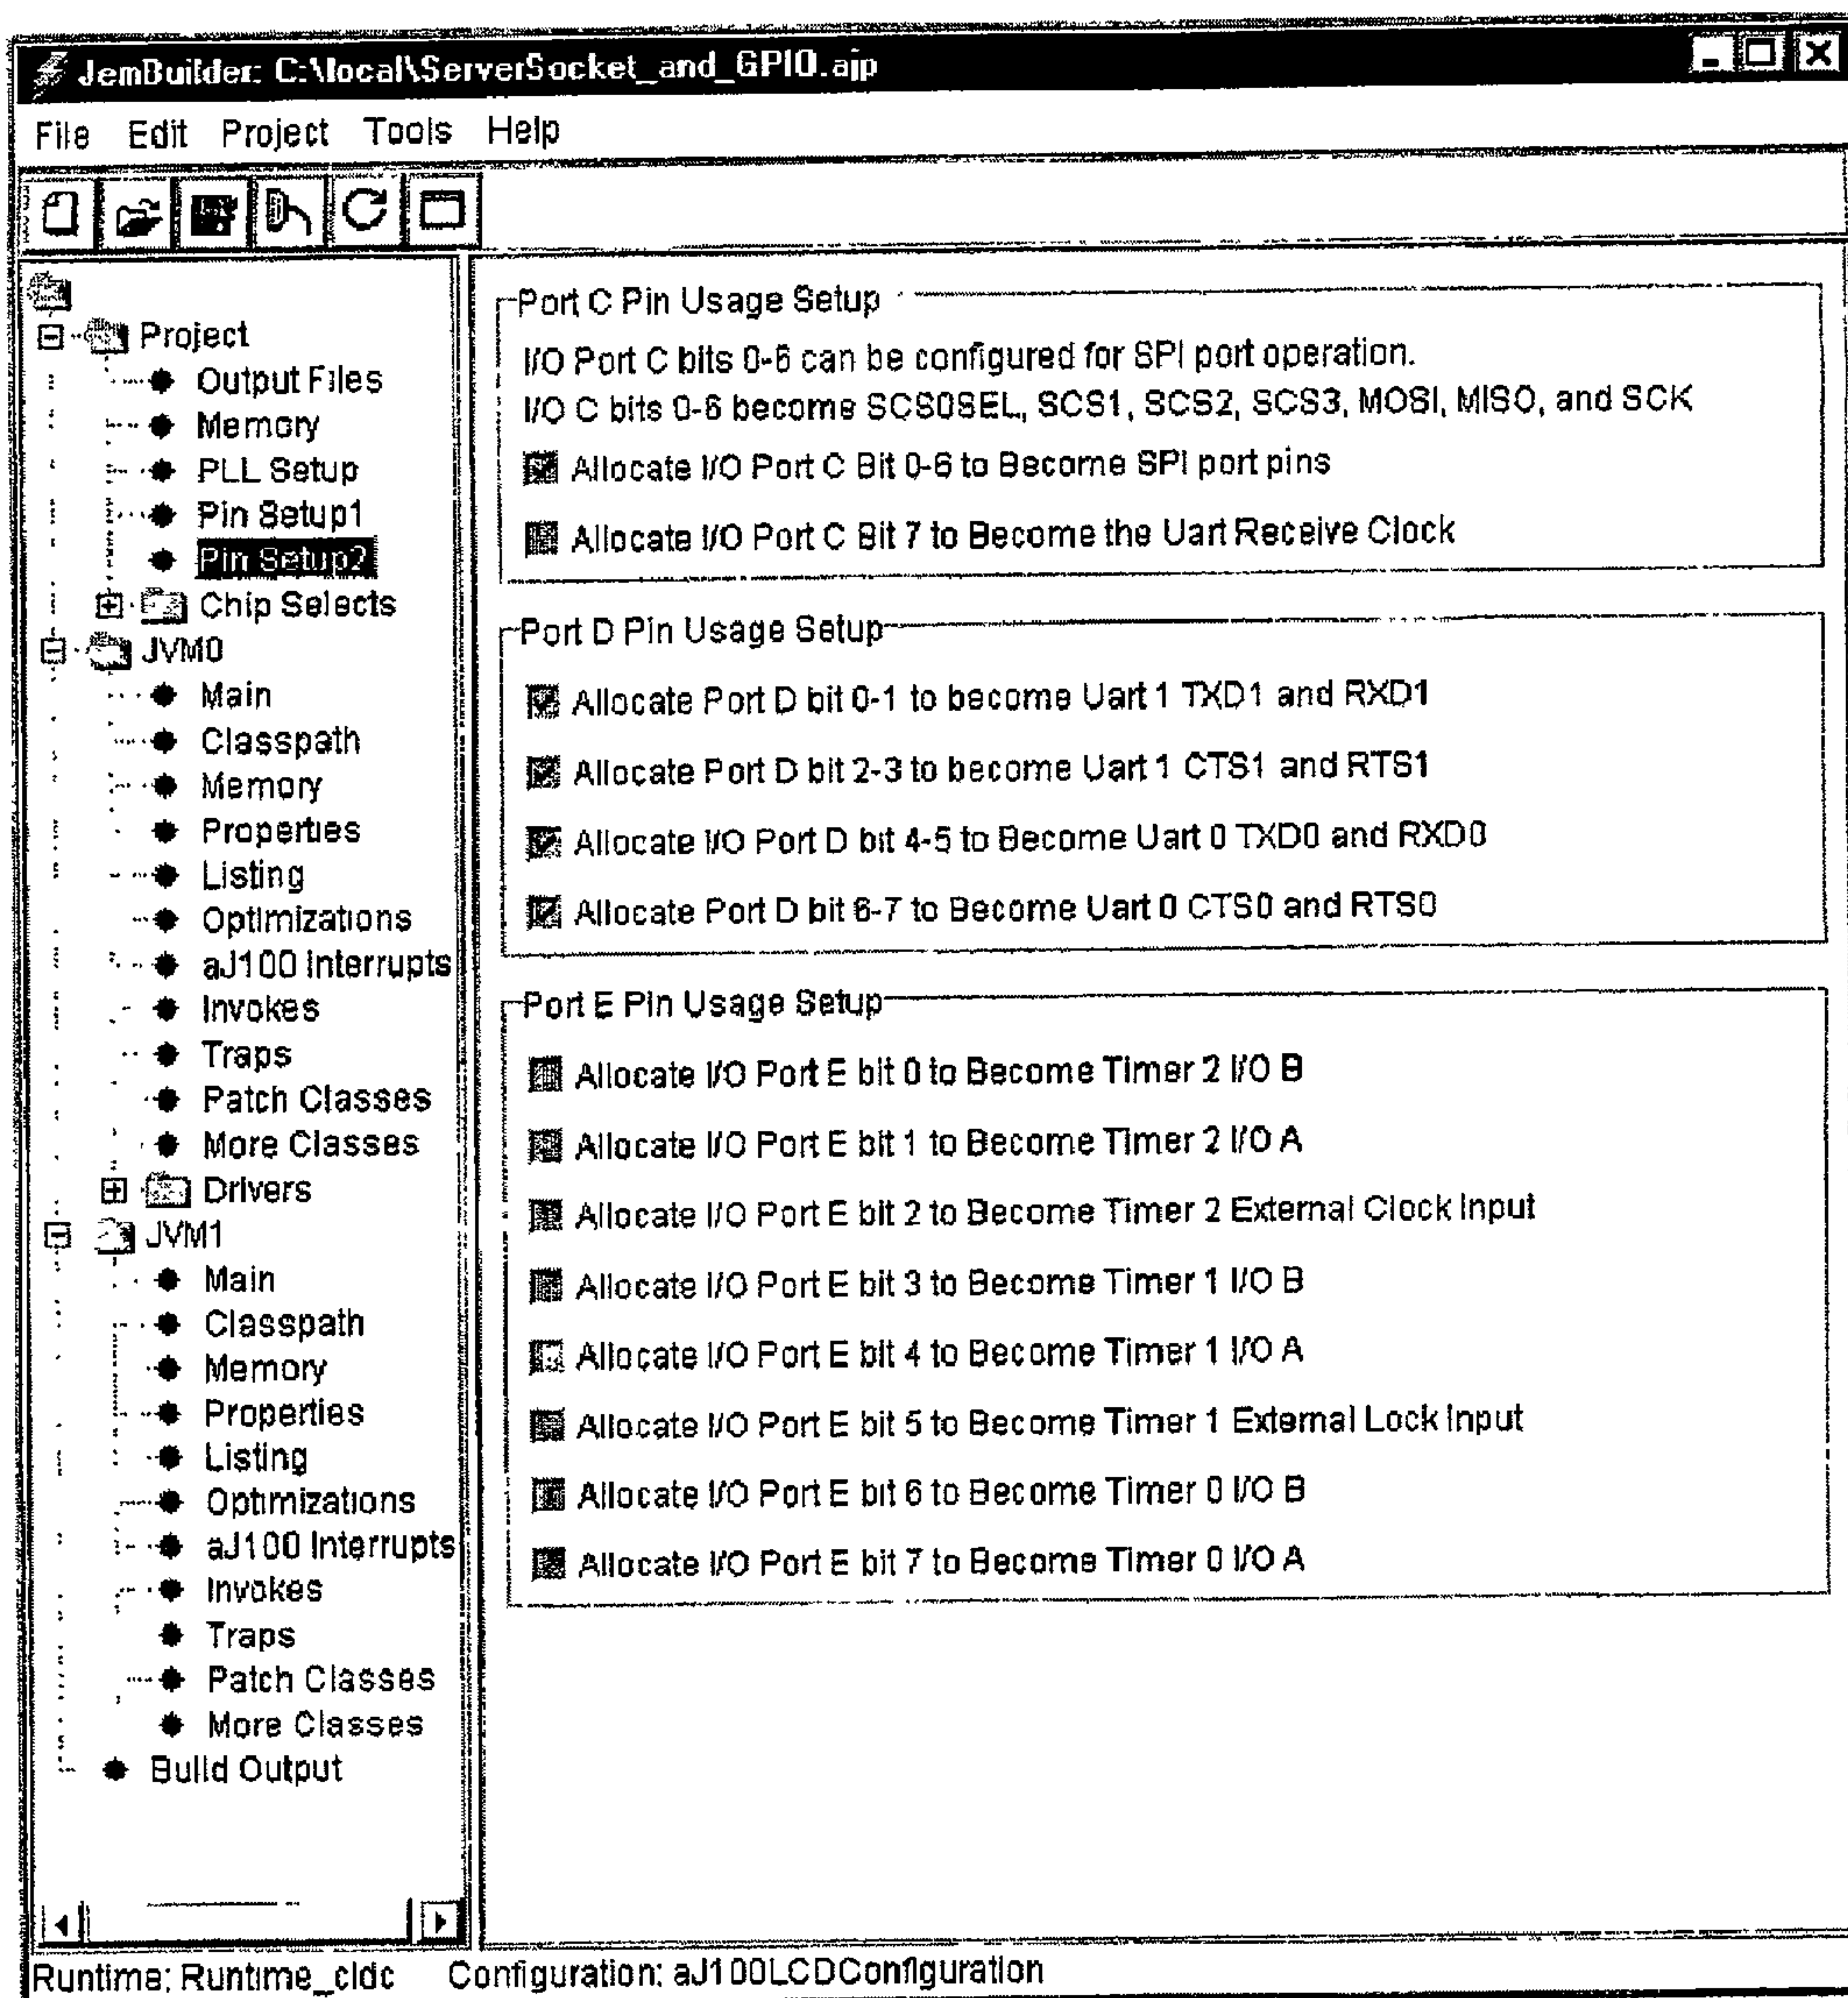 JemBuilder: C:\local\ServerSocket_and_GPIO.ajp
File Edit Project Tools Help
Project
Output Files
Memory
PLL Setup
Pin Setup1
Pin Setup2
Chip Selects
JVM0
Main
Classpath
Memory
Properties
Listing
Optimizations
aJ100 Interrupts
Invokes
Traps
Patch Classes
More Classes
Drivers
JVM1
Main
Classpath
Memory
Properties
Listing
Optimizations
aJ100 Interrupts
Invokes
Traps
Patch Classes
More Classes
Build Output
Port C Pin Usage Setup
I/O Port C bits 0-6 can be configured for SPI port operation.
I/O C bits 0-6 become SCS0SEL, SCS1, SCS2, SCS3, MOSI, MISO, and SCK
Allocate I/O Port C Bit 0-6 to Become SPI port pins
Allocate I/O Port C Bit 7 to Become the Uart Receive Clock
Port D Pin Usage Setup
Allocate Port D bit 0-1 to become Uart 1 TXD1 and RXD1
Allocate Port D bit 2-3 to become Uart 1 CTS1 and RTS1
Allocate I/O Port D bit 4-5 to Become Uart 0 TXD0 and RXD0
Allocate Port D bit 6-7 to Become Uart 0 CTS0 and RTS0
Port E Pin Usage Setup
Allocate I/O Port E bit 0 to Become Timer 2 I/O B
Allocate I/O Port E bit 1 to Become Timer 2 I/O A
Allocate I/O Port E bit 2 to Become Timer 2 External Clock Input
Allocate I/O Port E bit 3 to Become Timer 1 I/O B
Allocate I/O Port E bit 4 to Become Timer 1 I/O A
Allocate I/O Port E bit 5 to Become Timer 1 External Lock Input
Allocate I/O Port E bit 6 to Become Timer 0 I/O B
Allocate I/O Port E bit 7 to Become Timer 0 I/O A
Runtime: Runtime_cldc Configuration: aJ100LCDConfiguration